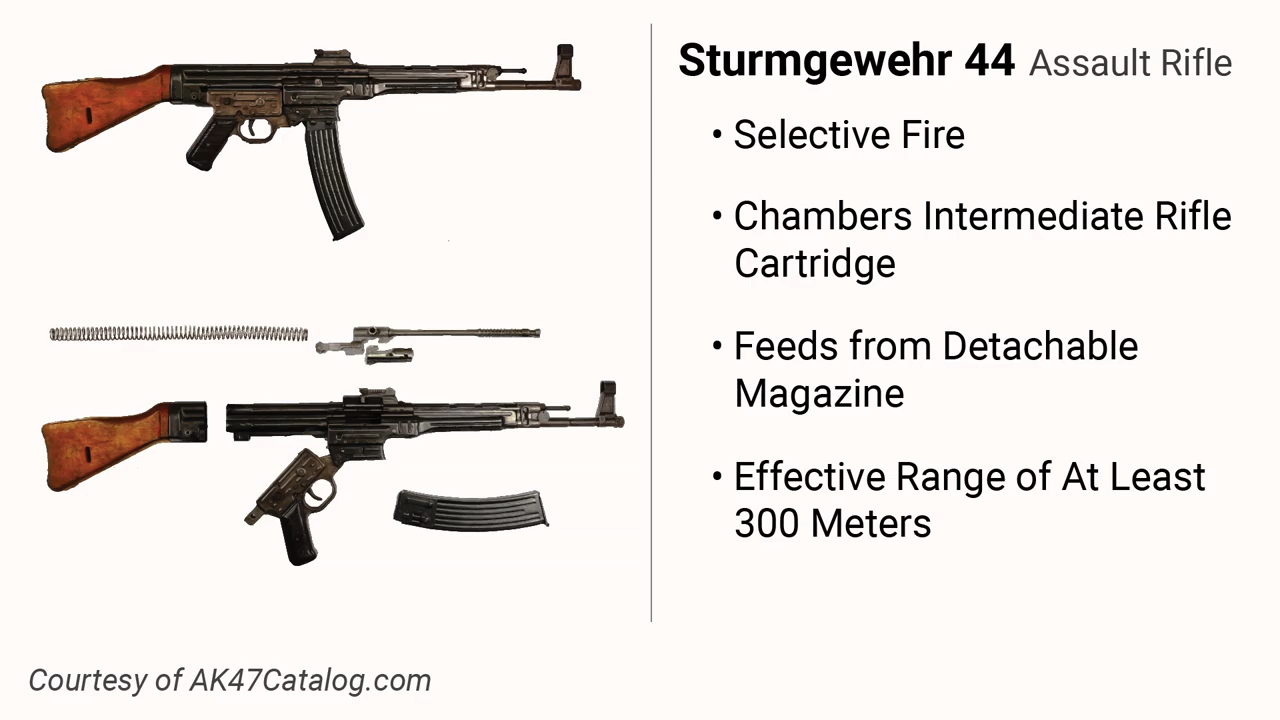 Sturmgewehr 44 Assault Rifle
• Selective Fire
• Chambers Intermediate Rifle
Cartridge
• Feeds from Detachable
Magazine
• Effective Range of At Least
300 Meters
Courtesy of AK47Catalog.com